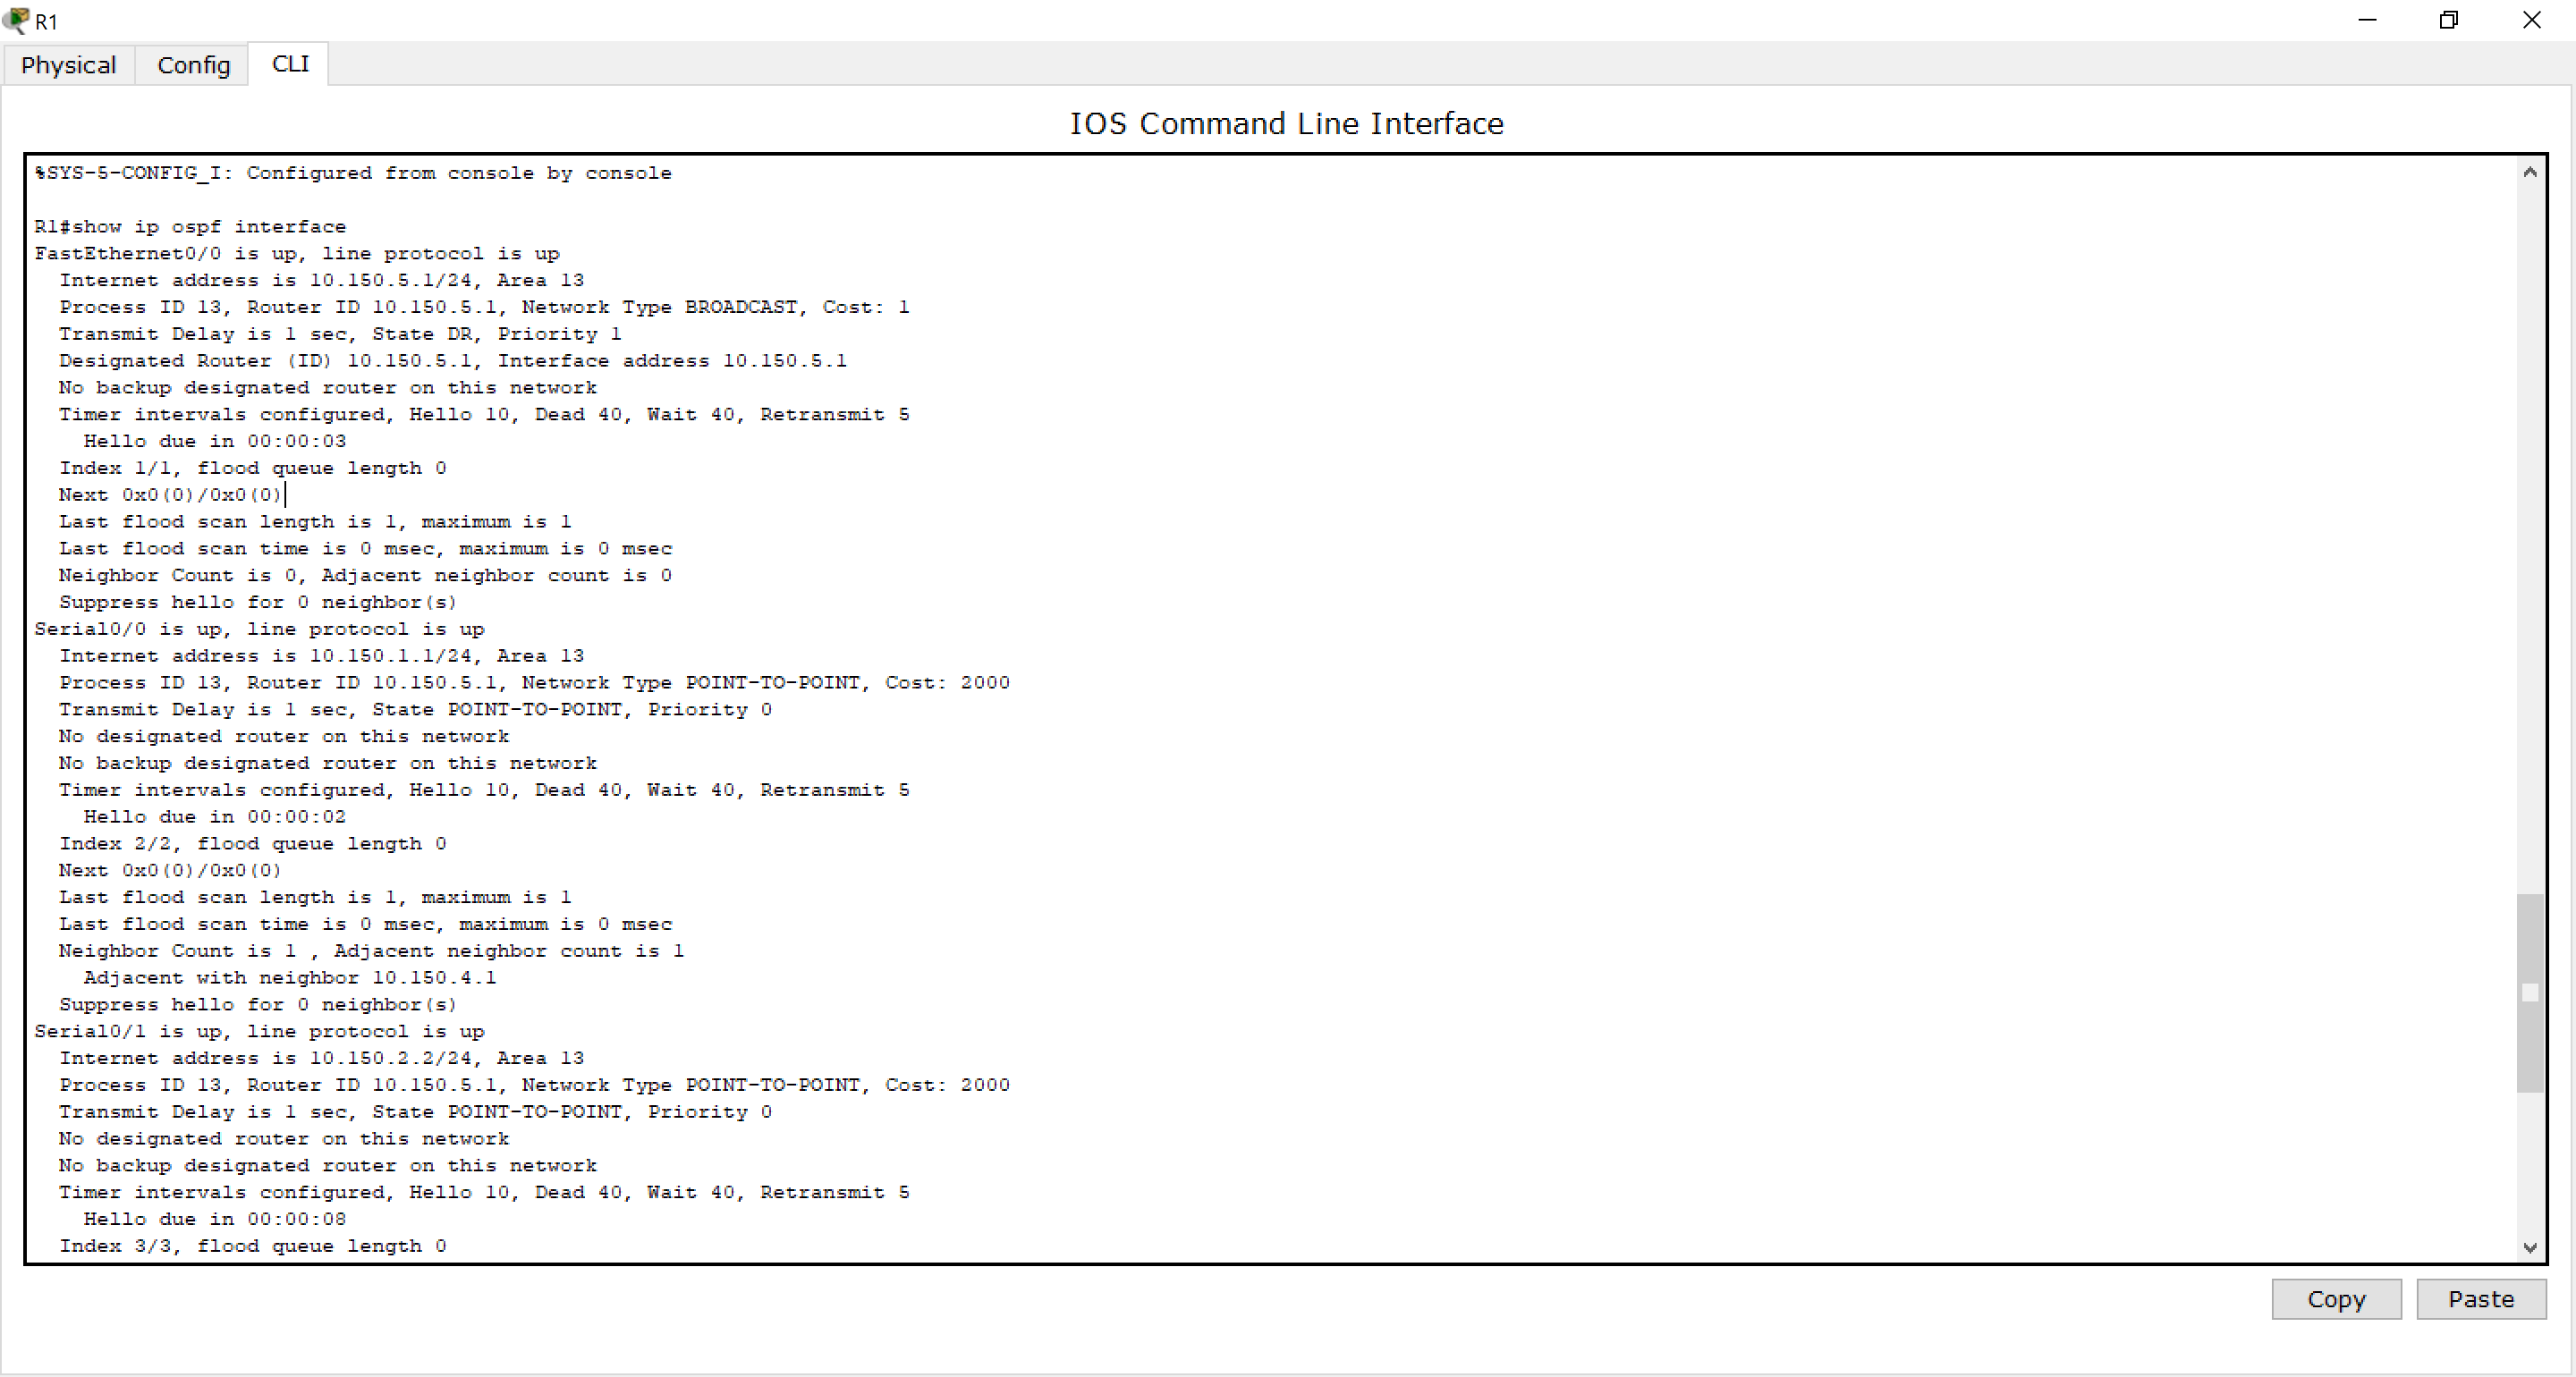 R1
Physical
Config
CLI
IOS Command Line Interface
%SYS-5-CONFIG_I: Configured from console by console
R1#show ip ospf interface
FastEthernet0/0 is up, line protocol is up
  Internet address is 10.150.5.1/24, Area 13
  Process ID 13, Router ID 10.150.5.1, Network Type BROADCAST, Cost: 1
  Transmit Delay is 1 sec, State DR, Priority 1
  Designated Router (ID) 10.150.5.1, Interface address 10.150.5.1
  No backup designated router on this network
  Timer intervals configured, Hello 10, Dead 40, Wait 40, Retransmit 5
    Hello due in 00:00:03
  Index 1/1, flood queue length 0
  Next 0x0(0)/0x0(0)
  Last flood scan length is 1, maximum is 1
  Last flood scan time is 0 msec, maximum is 0 msec
  Neighbor Count is 0, Adjacent neighbor count is 0
  Suppress hello for 0 neighbor(s)
Serial0/0 is up, line protocol is up
  Internet address is 10.150.1.1/24, Area 13
  Process ID 13, Router ID 10.150.5.1, Network Type POINT-TO-POINT, Cost: 2000
  Transmit Delay is 1 sec, State POINT-TO-POINT, Priority 0
  No designated router on this network
  No backup designated router on this network
  Timer intervals configured, Hello 10, Dead 40, Wait 40, Retransmit 5
    Hello due in 00:00:02
  Index 2/2, flood queue length 0
  Next 0x0(0)/0x0(0)
  Last flood scan length is 1, maximum is 1
  Last flood scan time is 0 msec, maximum is 0 msec
  Neighbor Count is 1 , Adjacent neighbor count is 1
    Adjacent with neighbor 10.150.4.1
  Suppress hello for 0 neighbor(s)
Serial0/1 is up, line protocol is up
  Internet address is 10.150.2.2/24, Area 13
  Process ID 13, Router ID 10.150.5.1, Network Type POINT-TO-POINT, Cost: 2000
  Transmit Delay is 1 sec, State POINT-TO-POINT, Priority 0
  No designated router on this network
  No backup designated router on this network
  Timer intervals configured, Hello 10, Dead 40, Wait 40, Retransmit 5
    Hello due in 00:00:08
  Index 3/3, flood queue length 0
Copy
Paste